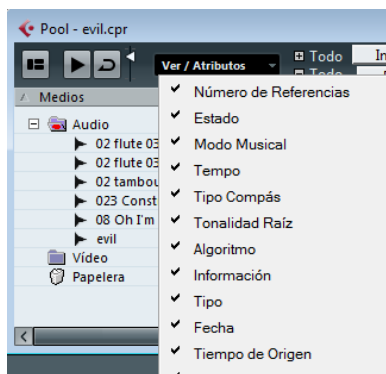 Pool - evil.cpr
Ver / Atributos
Todo
Todo
Medios
Audio
02 flute 03
02 flute 03
02 tambou
023 Const
08 Oh I'm
evil
Vídeo
Papelera
Número de Referencias
Estado
Modo Musical
Tempo
Tipo Compás
Tonalidad Raíz
Algoritmo
Información
Tipo
Fecha
Tiempo de Origen